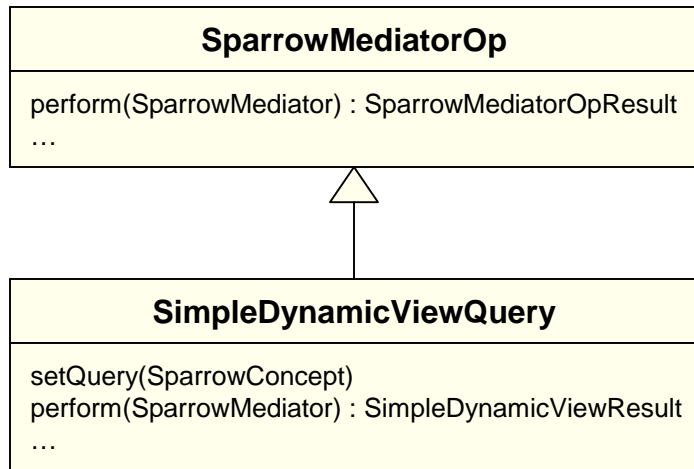 SparrowMediatorOp
perform(SparrowMediator) : SparrowMediatorOpResult
…
SimpleDynamicViewQuery
setQuery(SparrowConcept)
perform(SparrowMediator) : SimpleDynamicViewResult
…